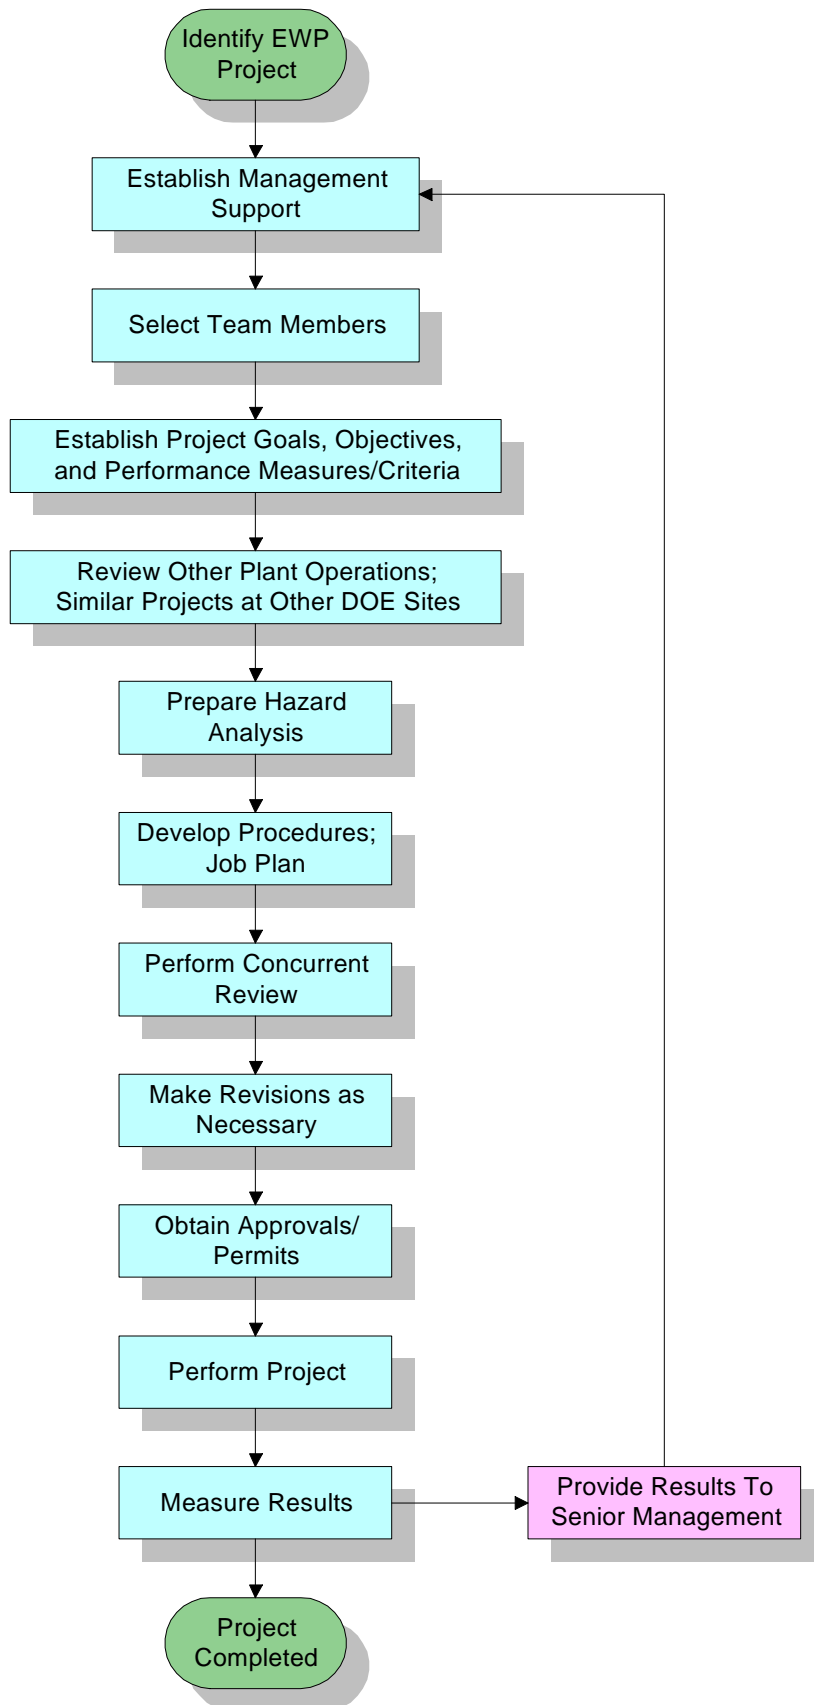 Identify EWP
Project
Establish Management
Support
Select Team Members
Establish Project Goals, Objectives,
and Performance Measures/Criteria
Review Other Plant Operations;
Similar Projects at Other DOE Sites
Prepare Hazard
Analysis
Develop Procedures;
Job Plan
Perform Concurrent
Review
Make Revisions as
Necessary
Obtain Approvals/
Permits
Perform Project
Measure Results
Provide Results To
Senior Management
Project
Completed